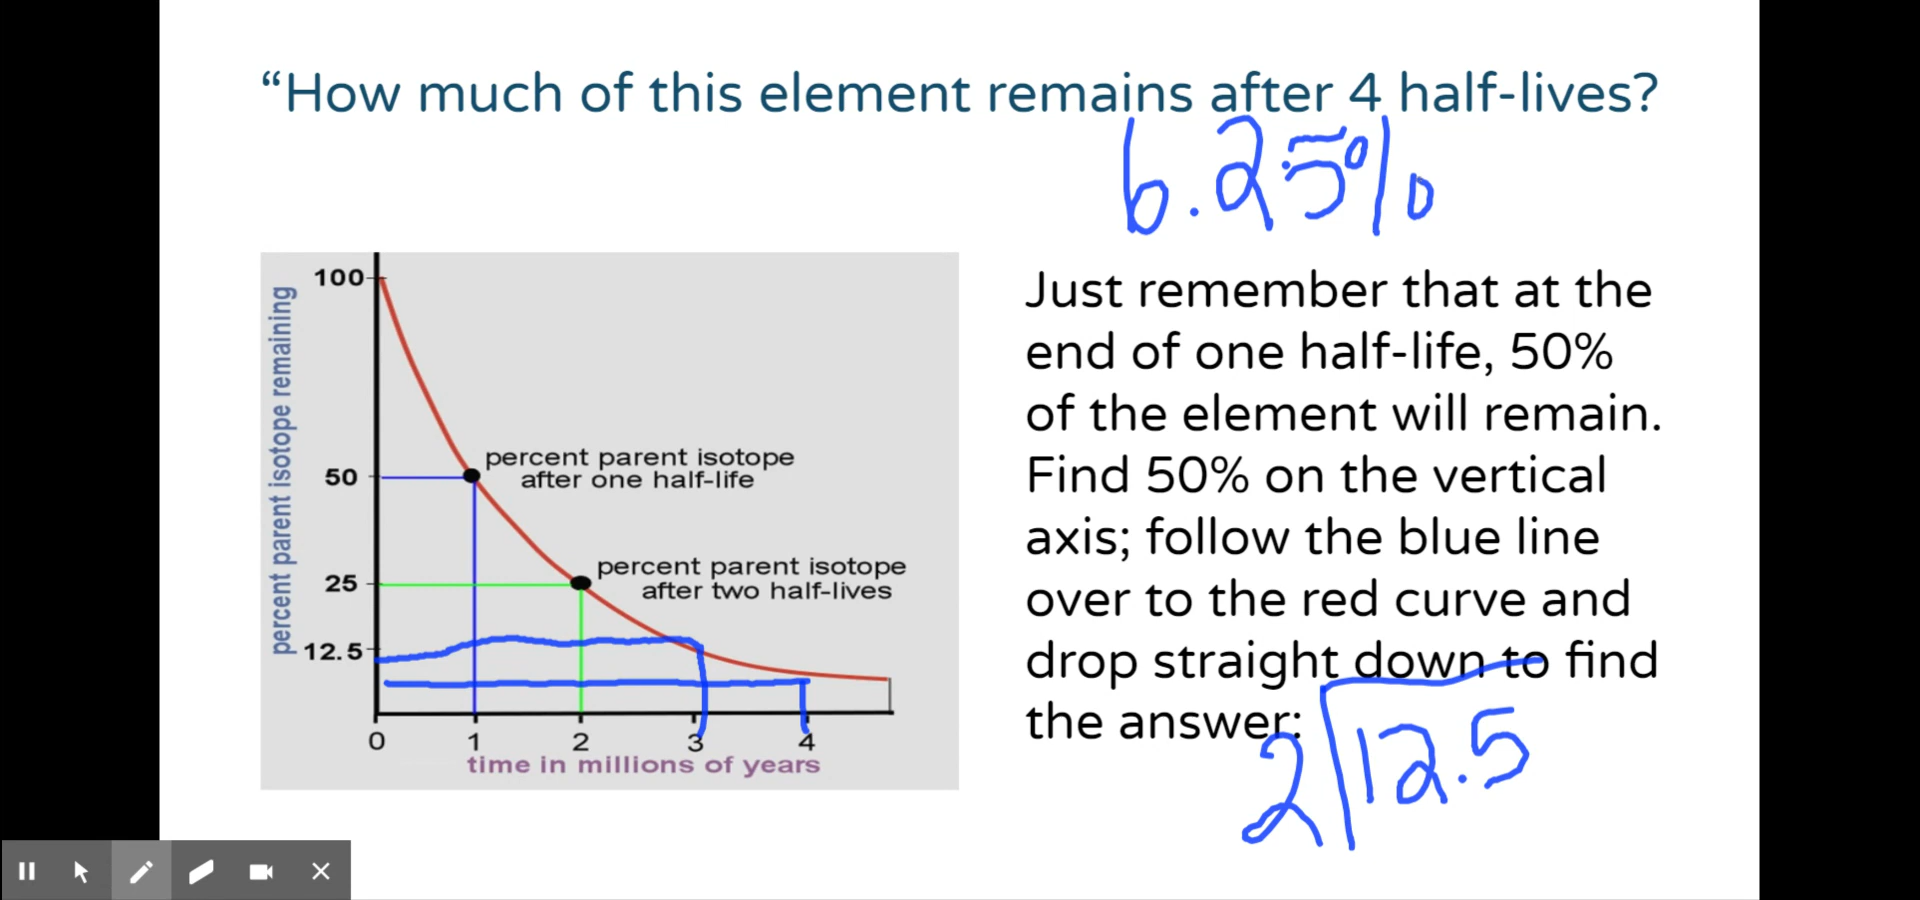 “How much of this element remains after 4 half-lives?
6.25%
percent parent isotope remaining
100
50
25
12.5
percent parent isotope
after one half-life
percent parent isotope
after two half-lives
0 1 2 3 4
time in millions of years
Just remember that at the
end of one half-life, 50%
of the element will remain.
Find 50% on the vertical
axis; follow the blue line
over to the red curve and
drop straight down to find
the answer:
2 12.5